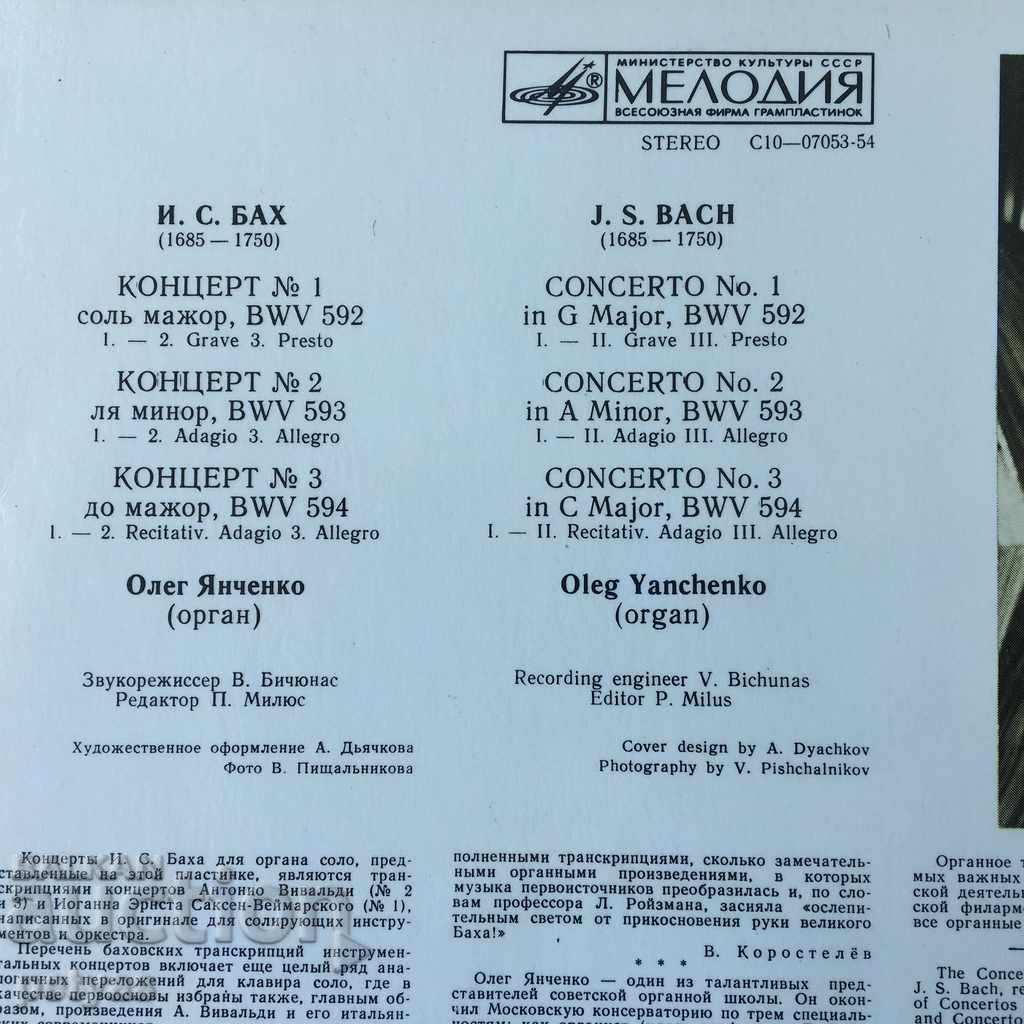 МИНИСТЕРСТВО КУЛЬТУРЫ СССР
МЕЛОДИЯ
ВСЕСОЮЗНАЯ ФИРМА ГРАМПЛАСТИНОК
STEREO С10—07053-54
И. С. БАХ
(1685 — 1750)
КОНЦЕРТ № 1
соль мажор, BWV 592
1. — 2. Grave 3. Presto
КОНЦЕРТ № 2
ля минор, BWV 593
1. — 2. Adagio 3. Allegro
КОНЦЕРТ № 3
до мажор, BWV 594
1. — 2. Recitativ. Adagio 3. Allegro
Олег Янченко
(орган)
Звукорежиссер В. Бичюнас
Редактор П. Милюс
Художественное оформление А. Дьячкова
Фото В. Пищальникова
J. S. BACH
(1685 — 1750)
CONCERTO No. 1
in G Major, BWV 592
I. — II. Grave III. Presto
CONCERTO No. 2
in A Minor, BWV 593
I. — II. Adagio III. Allegro
CONCERTO No. 3
in C Major, BWV 594
I. — II. Recitativ. Adagio III. Allegro
Oleg Yanchenko
(organ)
Recording engineer V. Bichunas
Editor P. Milus
Cover design by A. Dyachkov
Photography by V. Pishchalnikov
Концерты И. С. Баха для органа соло, пред-
ставленные на этой пластинке, являются тран-
скрипциями концертов Антонио Вивальди (№ 2
и 3) и Иоганна Эрнста Саксен-Веймарского (№ 1),
написанных в оригинале для солирующих инстру-
ментов и оркестра.
Перечень баховских транскрипций инструмен-
тальных концертов включает еще целый ряд ана-
логичных переложений для клавира соло, где в
качестве первоосновы избраны также, главным об-
разом, произведения А. Вивальди и его итальян-
ских современников.
полненными транскрипциями, сколько замечатель-
ными органными произведениями, в которых
музыка первоисточников преобразилась и, по сло-
вам профессора Л. Ройзмана, засияла «ослепи-
тельным светом от прикосновения руки великого
Баха!»
В. Коростелёв
* * *
Олег Янченко — один из талантливых пред-
ставителей советской органной школы. Он окон-
чил Московскую консерваторию по трем специаль-
Органное
мых важных
ской деятель
ской филарм
все органные
The Conce
J. S. Bach, re
of Concertos
and Concerto
BALKAN
auction